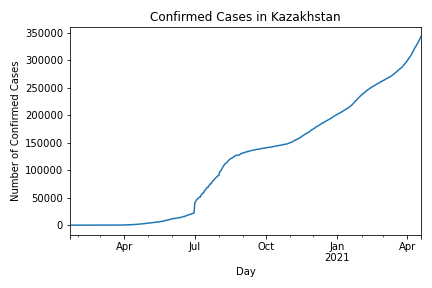 Confirmed Cases in Kazakhstan
350000
300000
250000
200000
150000
100000
50000
0
Number of Confirmed Cases
Apr
Jul
Oct
Jan
2021
Apr
Day